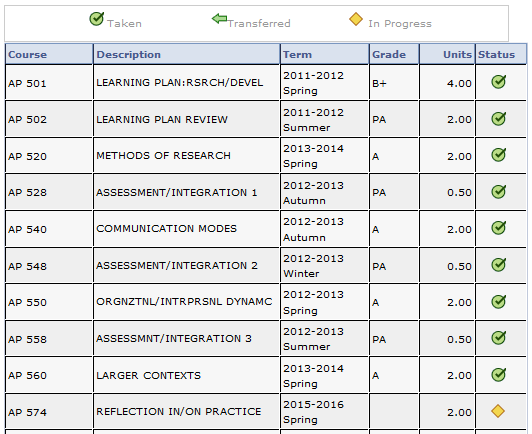 Taken Transferred In Progress
Course Description Term Grade Units Status
AP 501 LEARNING PLAN:RSRCH/DEVEL 2011-2012 Spring B+ 4.00
AP 502 LEARNING PLAN REVIEW 2011-2012 Summer PA 2.00
AP 520 METHODS OF RESEARCH 2013-2014 Spring A 2.00
AP 528 ASSESSMENT/INTEGRATION 1 2012-2013 Autumn PA 0.50
AP 540 COMMUNICATION MODES 2012-2013 Autumn A 2.00
AP 548 ASSESSMENT/INTEGRATION 2 2012-2013 Winter PA 0.50
AP 550 ORGNZTNL/INTRPRSNL DYNAMC 2012-2013 Spring A 2.00
AP 558 ASSESSMNT/INTEGRATION 3 2012-2013 Summer PA 0.50
AP 560 LARGER CONTEXTS 2013-2014 Spring A 2.00
AP 574 REFLECTION IN/ON PRACTICE 2015-2016 Spring 2.00